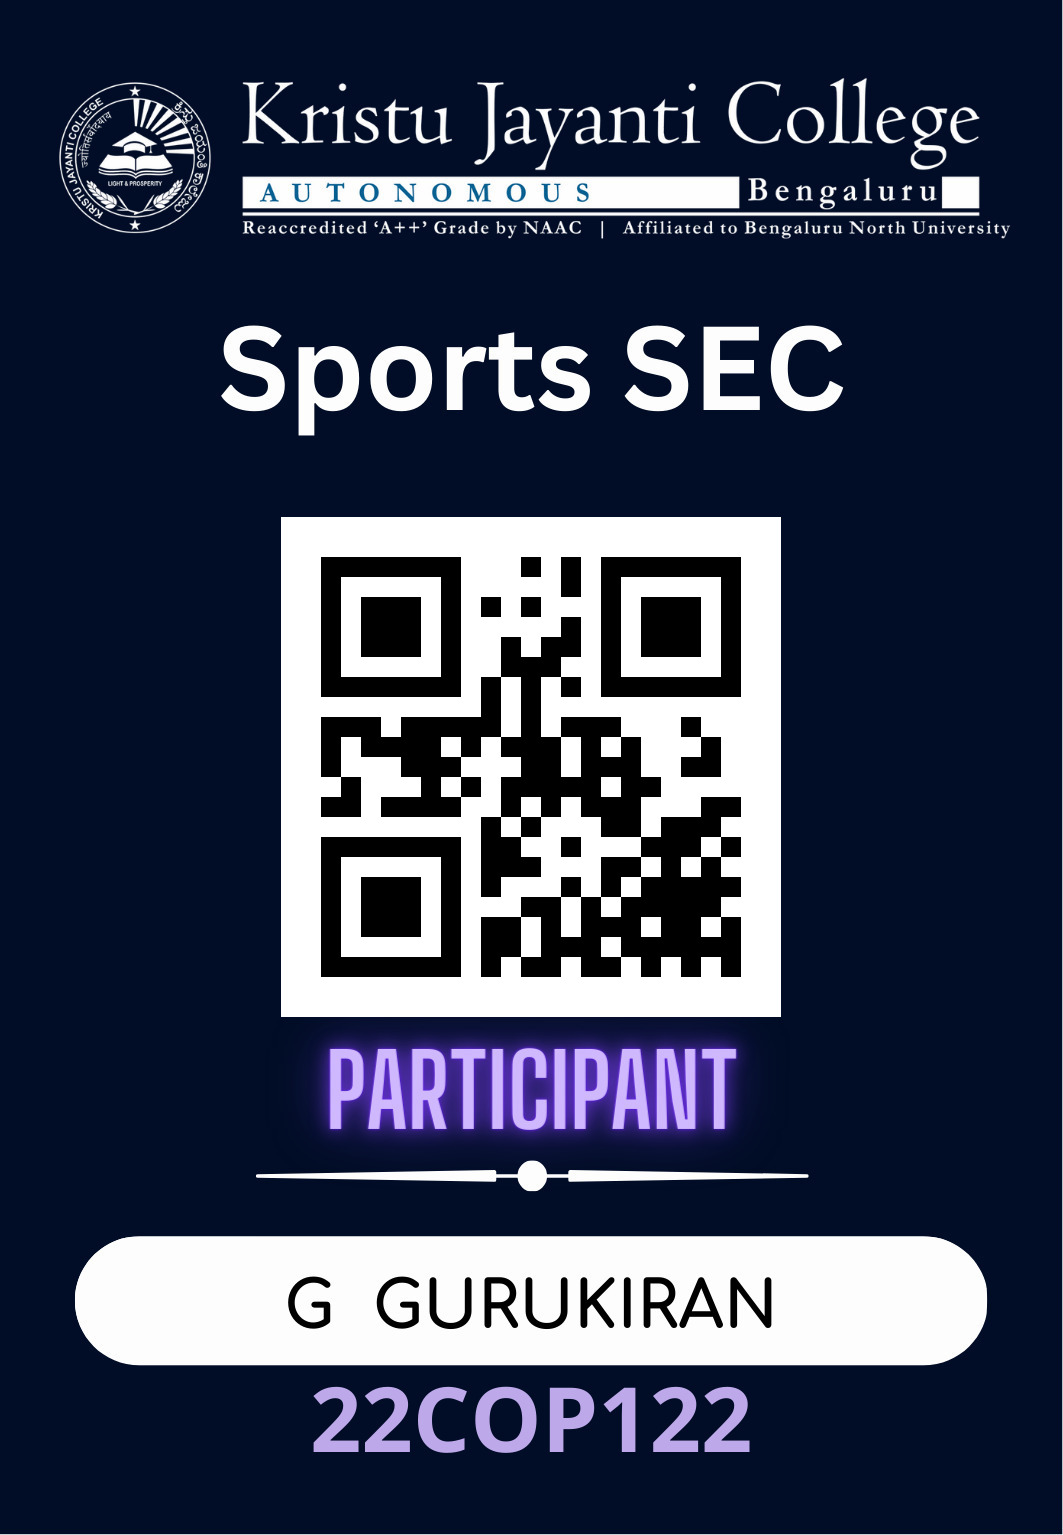 KRISTU JAYANTI COLLEGE
ಕ್ರಿಸ್ತು ಜಯಂತಿ ಕಾಲೇಜು
LIGHT & PROSPERITY
Kristu Jayanti College
AUTONOMOUS Bengaluru
Reaccredited ‘A++’ Grade by NAAC | Affiliated to Bengaluru North University
Sports SEC
PARTICIPANT
G GURUKIRAN
22COP122